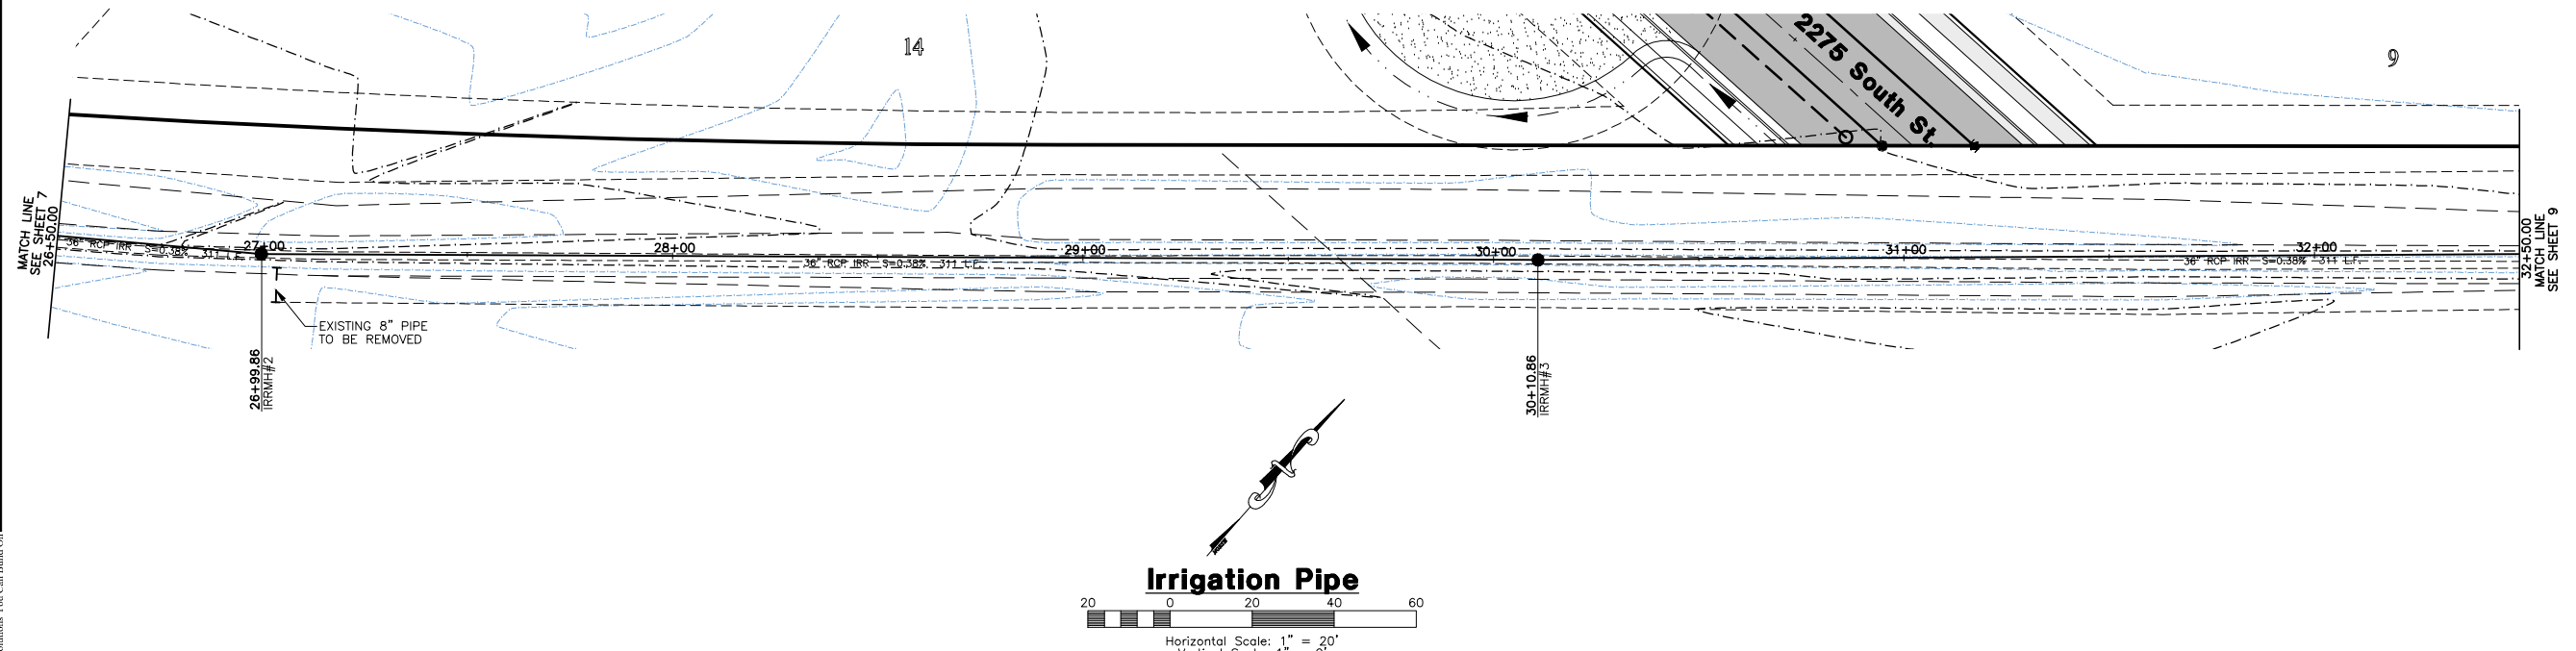 14
9
2275 South St.
MATCH LINE
SEE SHEET 7
26+50.00
36" RCP IRR S=0.38% 311 L.F.
27+00
28+00
36" RCP IRR S=0.38% 311 L.F.
29+00
30+00
31+00
32+00
36" RCP IRR S=0.38% 311 L.F.
32+50.00
MATCH LINE
SEE SHEET 9
EXISTING 8" PIPE
TO BE REMOVED
26+99.86
IRRMH#2
30+10.86
IRRMH#3
Irrigation Pipe
20 0 20 40 60
Horizontal Scale: 1" = 20'